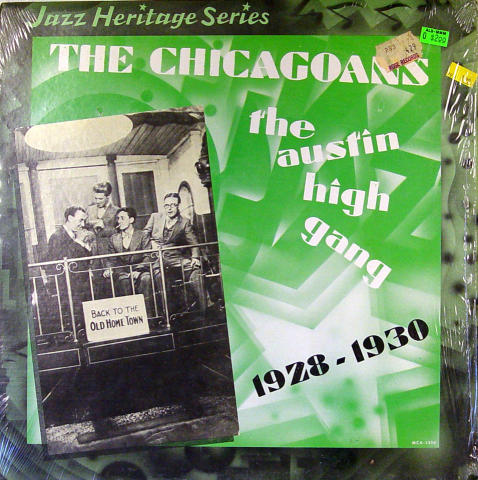 Jazz Heritage Series
THE CHICAGOANS
the
austin
high
gang
BACK TO THE
OLD HOME TOWN
1928-1930